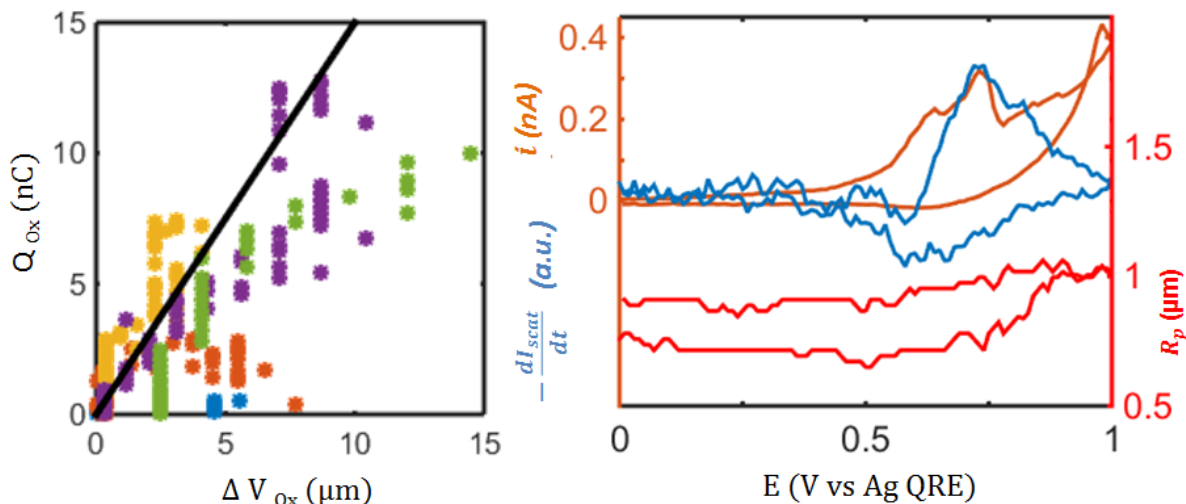 15
10
5
0
0
5
10
15
Q Ox (nC)
Δ V Ox (μm)
0.4
0.2
0
i (nA)
− dI_scat / dt (a.u.)
1.5
1
0.5
R_p (μm)
0
0.5
1
E (V vs Ag QRE)